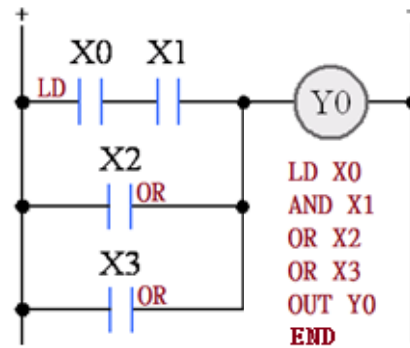 +
X0 X1
LD
Y0
X2
OR
X3
OR
LD X0
AND X1
OR X2
OR X3
OUT Y0
END